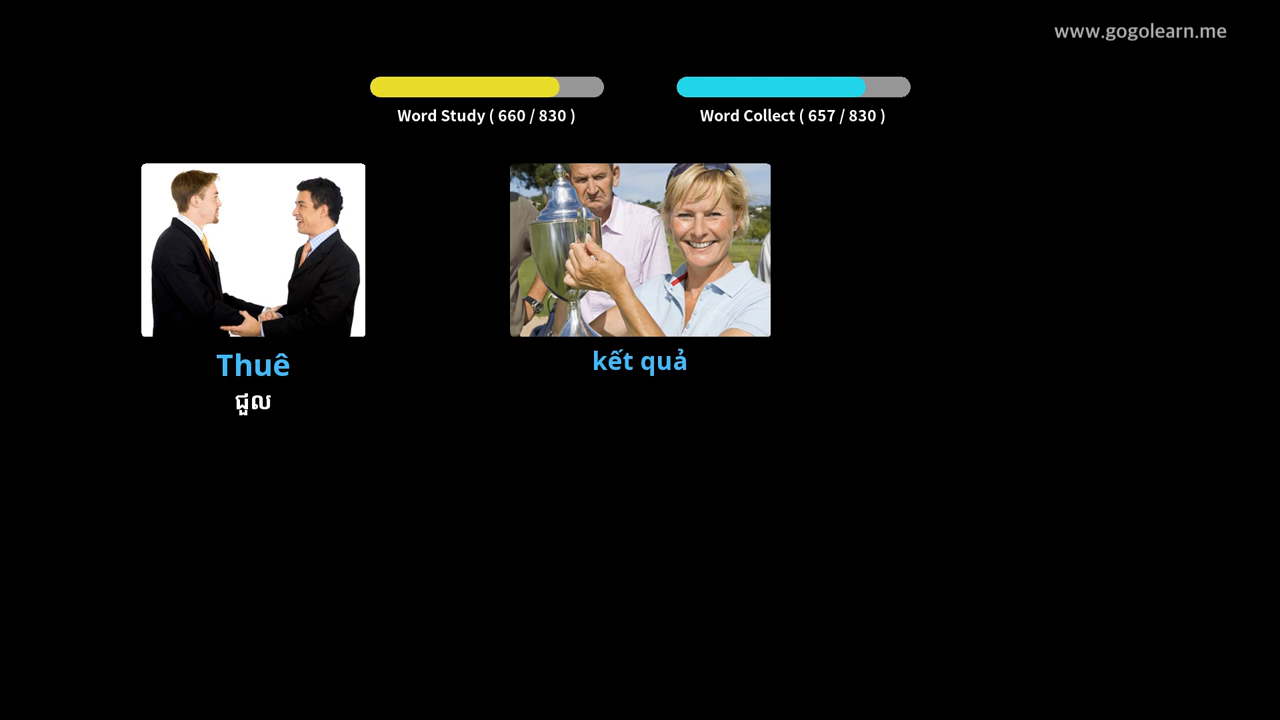 www.gogolearn.me
Word Study ( 660 / 830 )
Word Collect ( 657 / 830 )
Thuê
ជួល
kết quả